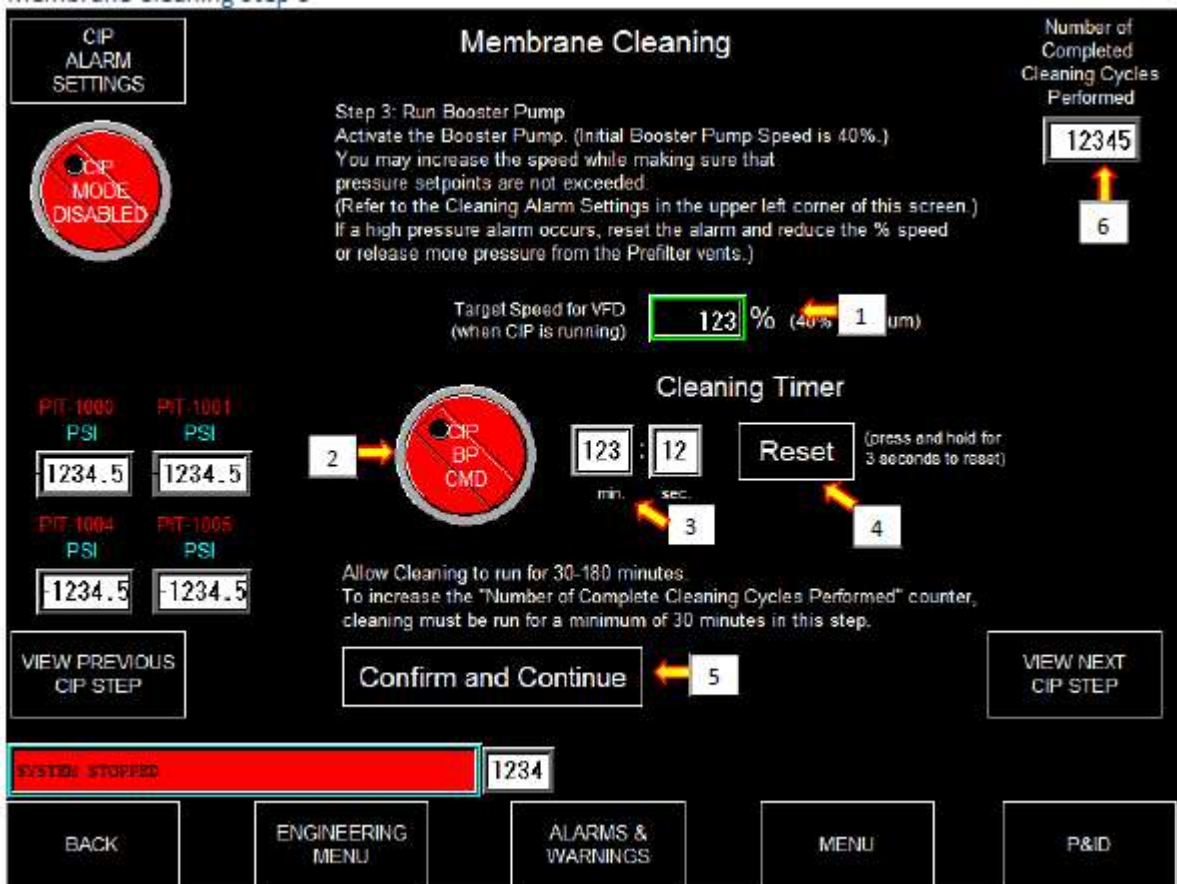 CIP
ALARM
SETTINGS
Membrane Cleaning
Number of
Completed
Cleaning Cycles
Performed
12345
6
CIP
MODE
DISABLED
Step 3: Run Booster Pump
Activate the Booster Pump. (Initial Booster Pump Speed is 40%.)
You may increase the speed while making sure that
pressure setpoints are not exceeded.
(Refer to the Cleaning Alarm Settings in the upper left corner of this screen.)
If a high pressure alarm occurs, reset the alarm and reduce the % speed
or release more pressure from the Prefilter vents.)
Target Speed for VFD
(when CIP is running)
123 % (40% 1 um)
PIT-1000 PIT-1001
PSI PSI
-1234.5 -1234.5
PIT-1004 PIT-1005
PSI PSI
-1234.5 -1234.5
2
CIP
BP
CMD
Cleaning Timer
123 : 12
min. sec.
3
Reset
(press and hold for
3 seconds to reset)
4
Allow Cleaning to run for 30-180 minutes.
To increase the "Number of Complete Cleaning Cycles Performed" counter,
cleaning must be run for a minimum of 30 minutes in this step.
VIEW PREVIOUS
CIP STEP
Confirm and Continue
5
VIEW NEXT
CIP STEP
SYSTEM STOPPED
1234
BACK
ENGINEERING
MENU
ALARMS &
WARNINGS
MENU
P&ID